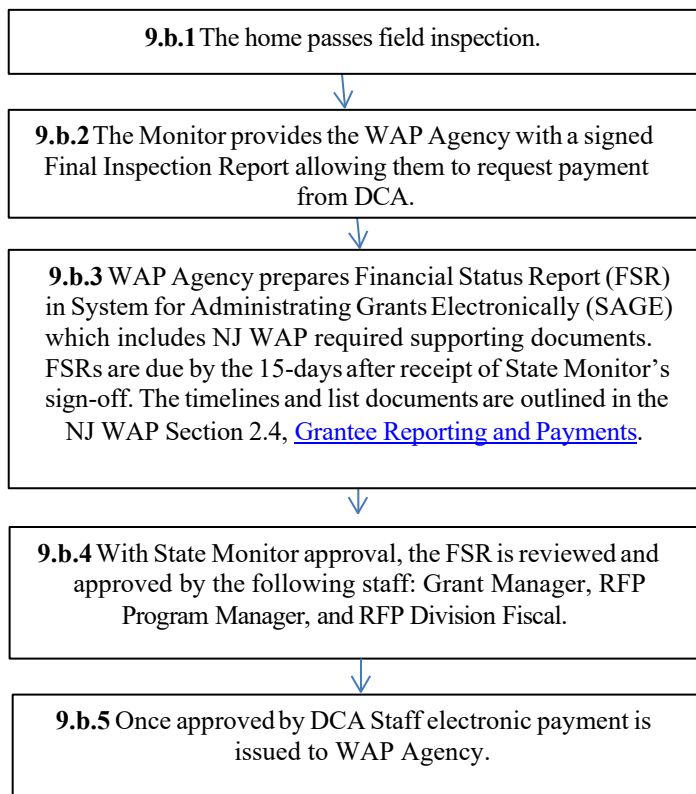 9.b.1 The home passes field inspection.
9.b.2 The Monitor provides the WAP Agency with a signed
Final Inspection Report allowing them to request payment
from DCA.
9.b.3 WAP Agency prepares Financial Status Report (FSR)
in System for Administrating Grants Electronically (SAGE)
which includes NJ WAP required supporting documents.
FSRs are due by the 15-days after receipt of State Monitor’s
sign-off. The timelines and list documents are outlined in the
NJ WAP Section 2.4, Grantee Reporting and Payments.
9.b.4 With State Monitor approval, the FSR is reviewed and
approved by the following staff: Grant Manager, RFP
Program Manager, and RFP Division Fiscal.
9.b.5 Once approved by DCA Staff electronic payment is
issued to WAP Agency.